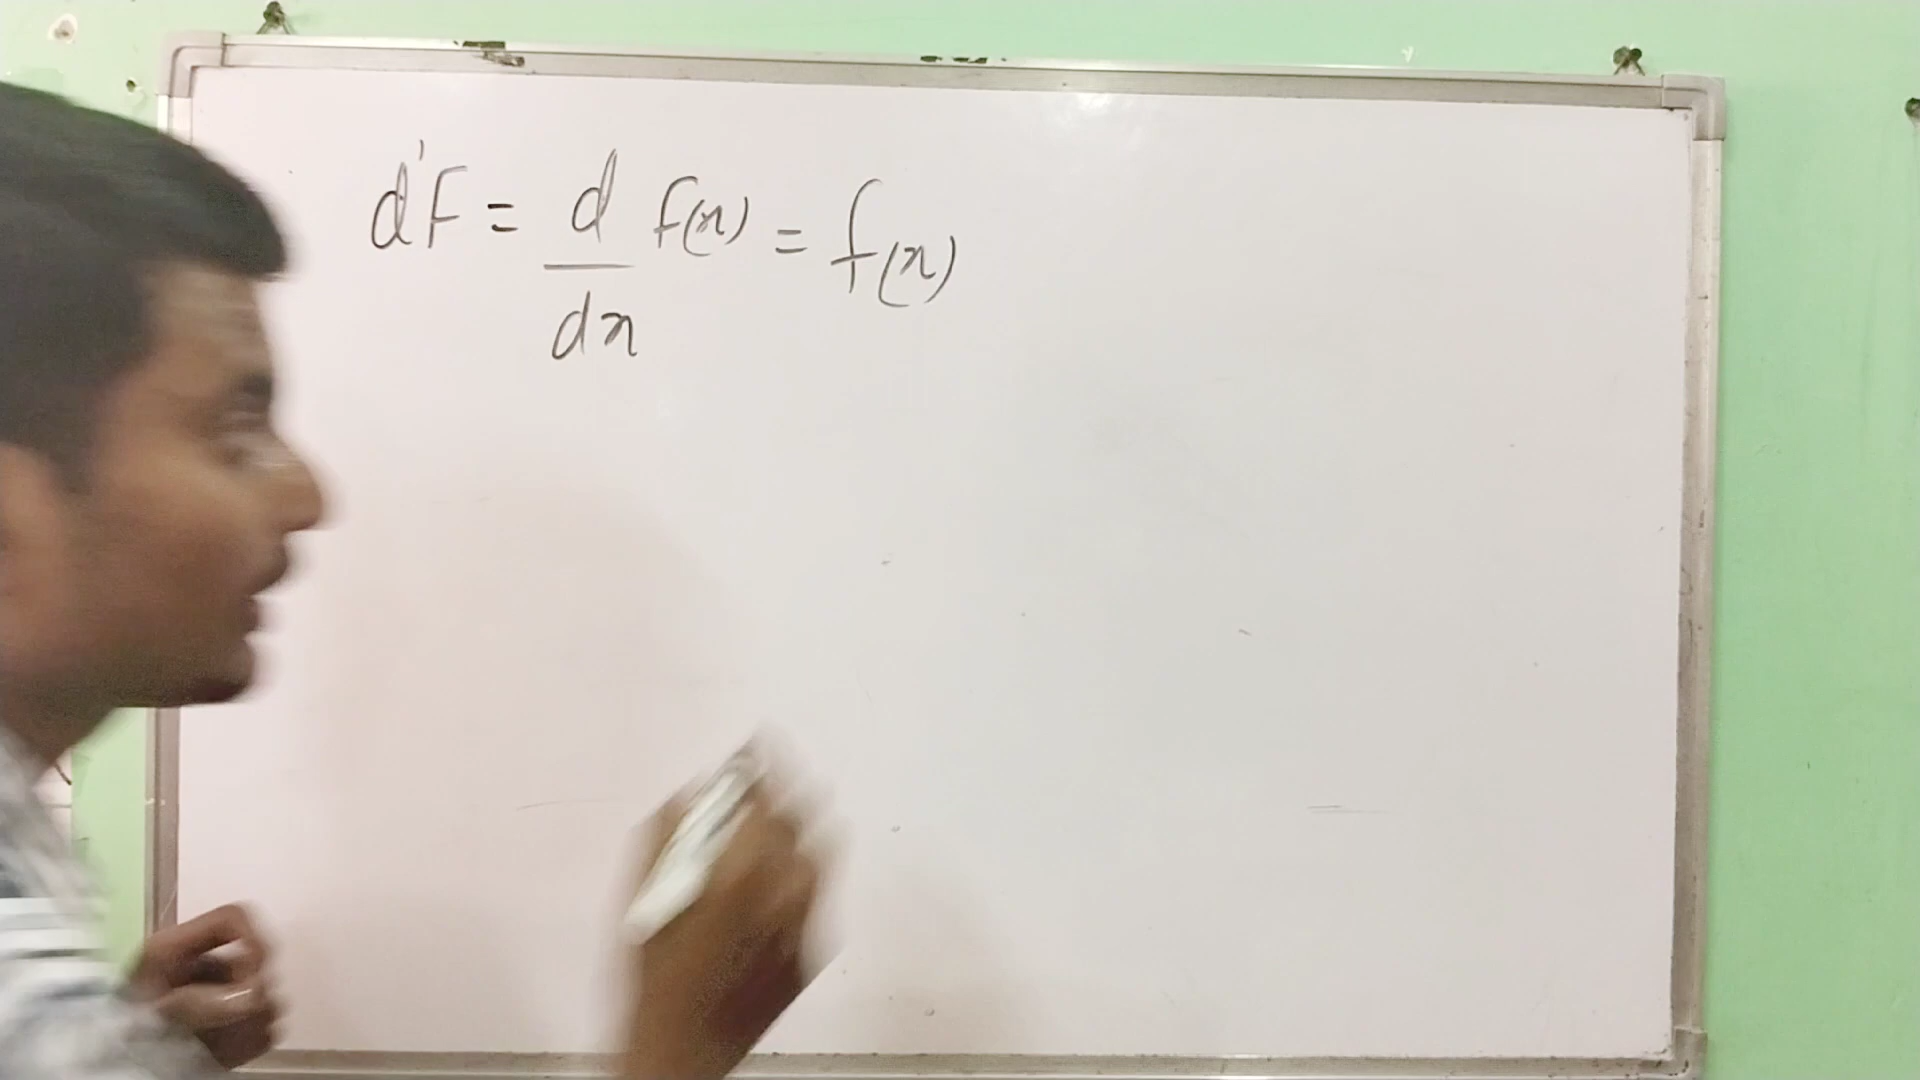 d'F = d/dx F(x) = f(x)